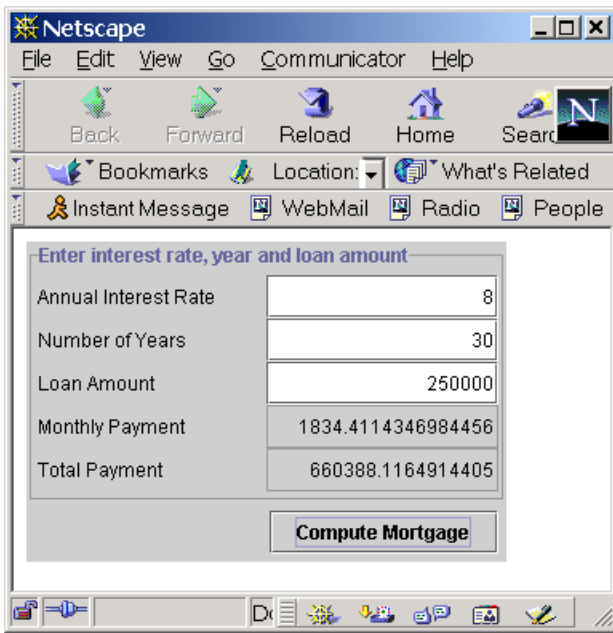 Netscape
File Edit View Go Communicator Help
Back Forward Reload Home Searc
N
Bookmarks Location: What's Related
Instant Message WebMail Radio People
Enter interest rate, year and loan amount
Annual Interest Rate 8
Number of Years 30
Loan Amount 250000
Monthly Payment 1834.4114346984456
Total Payment 660388.1164914405
Compute Mortgage
Do